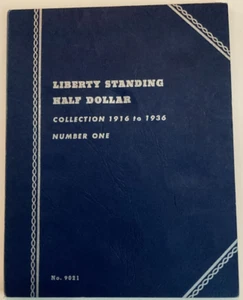 LIBERTY STANDING
HALF DOLLAR
COLLECTION 1916 to 1936
NUMBER ONE
No. 9021